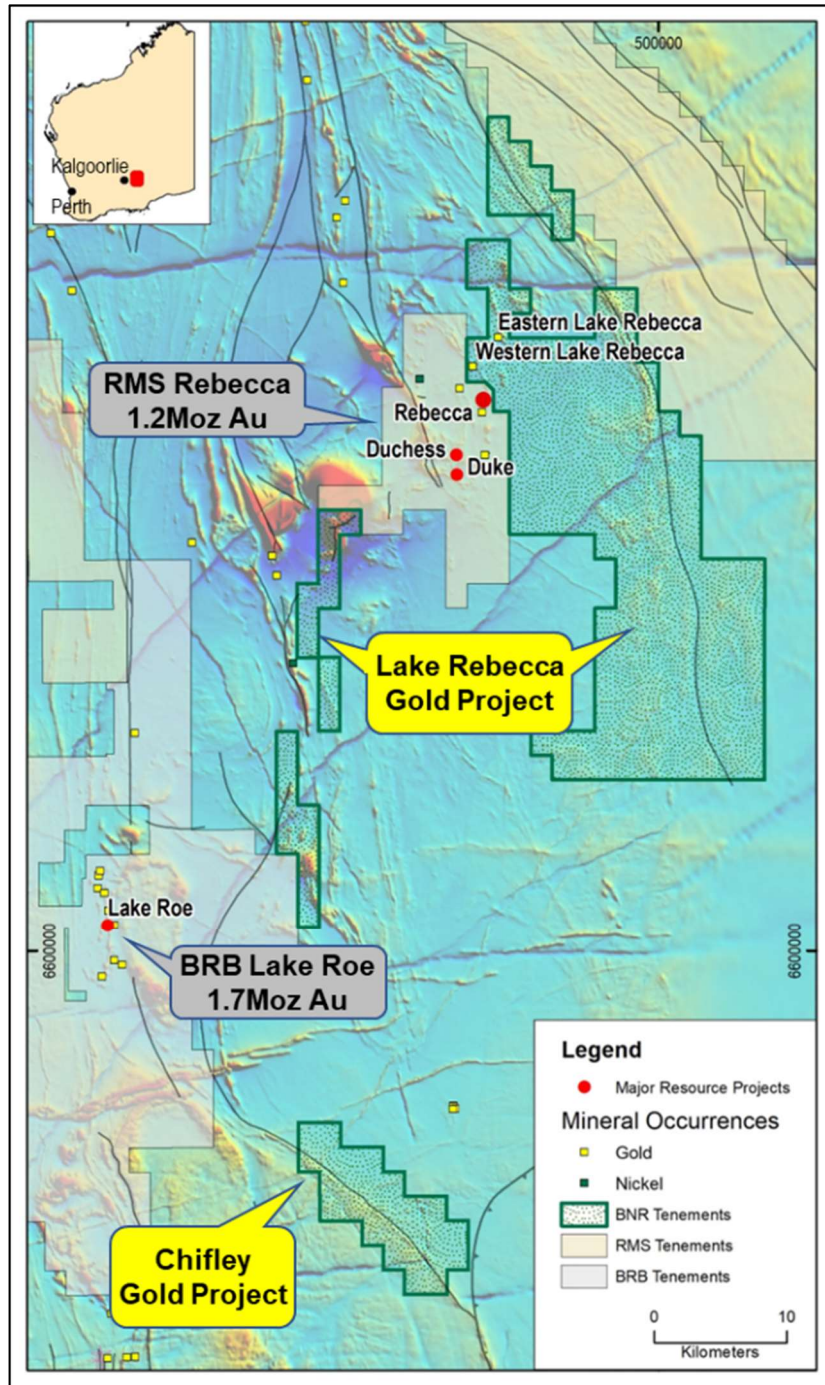 500000
Kalgoorlie
Perth
Eastern Lake Rebecca
Western Lake Rebecca
RMS Rebecca
1.2Moz Au
Rebecca
Duchess
Duke
Lake Rebecca
Gold Project
Lake Roe
6600000
6600000
BRB Lake Roe
1.7Moz Au
Chifley
Gold Project
Legend
Major Resource Projects
Mineral Occurrences
Gold
Nickel
BNR Tenements
RMS Tenements
BRB Tenements
0 10
Kilometers